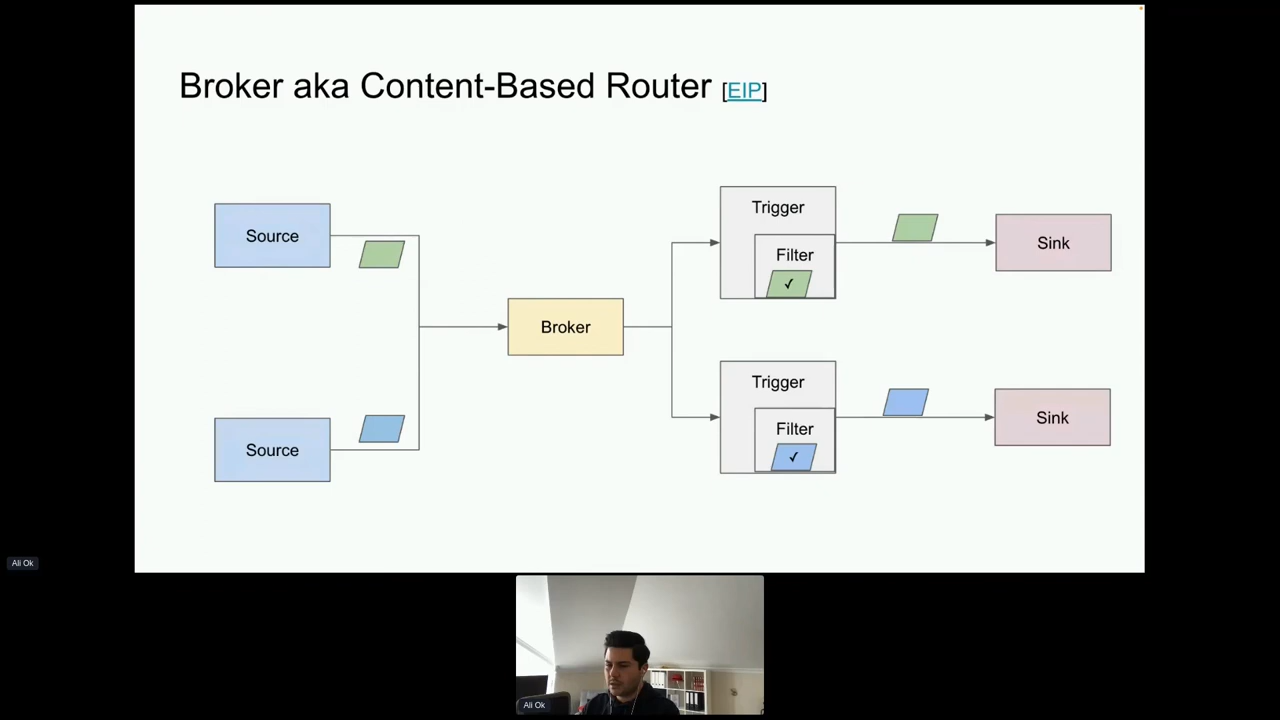 Broker aka Content-Based Router [EIP]
Trigger
Source
Filter
✓
Sink
Broker
Trigger
Source
Filter
✓
Sink
Ali Ok
Ali Ok